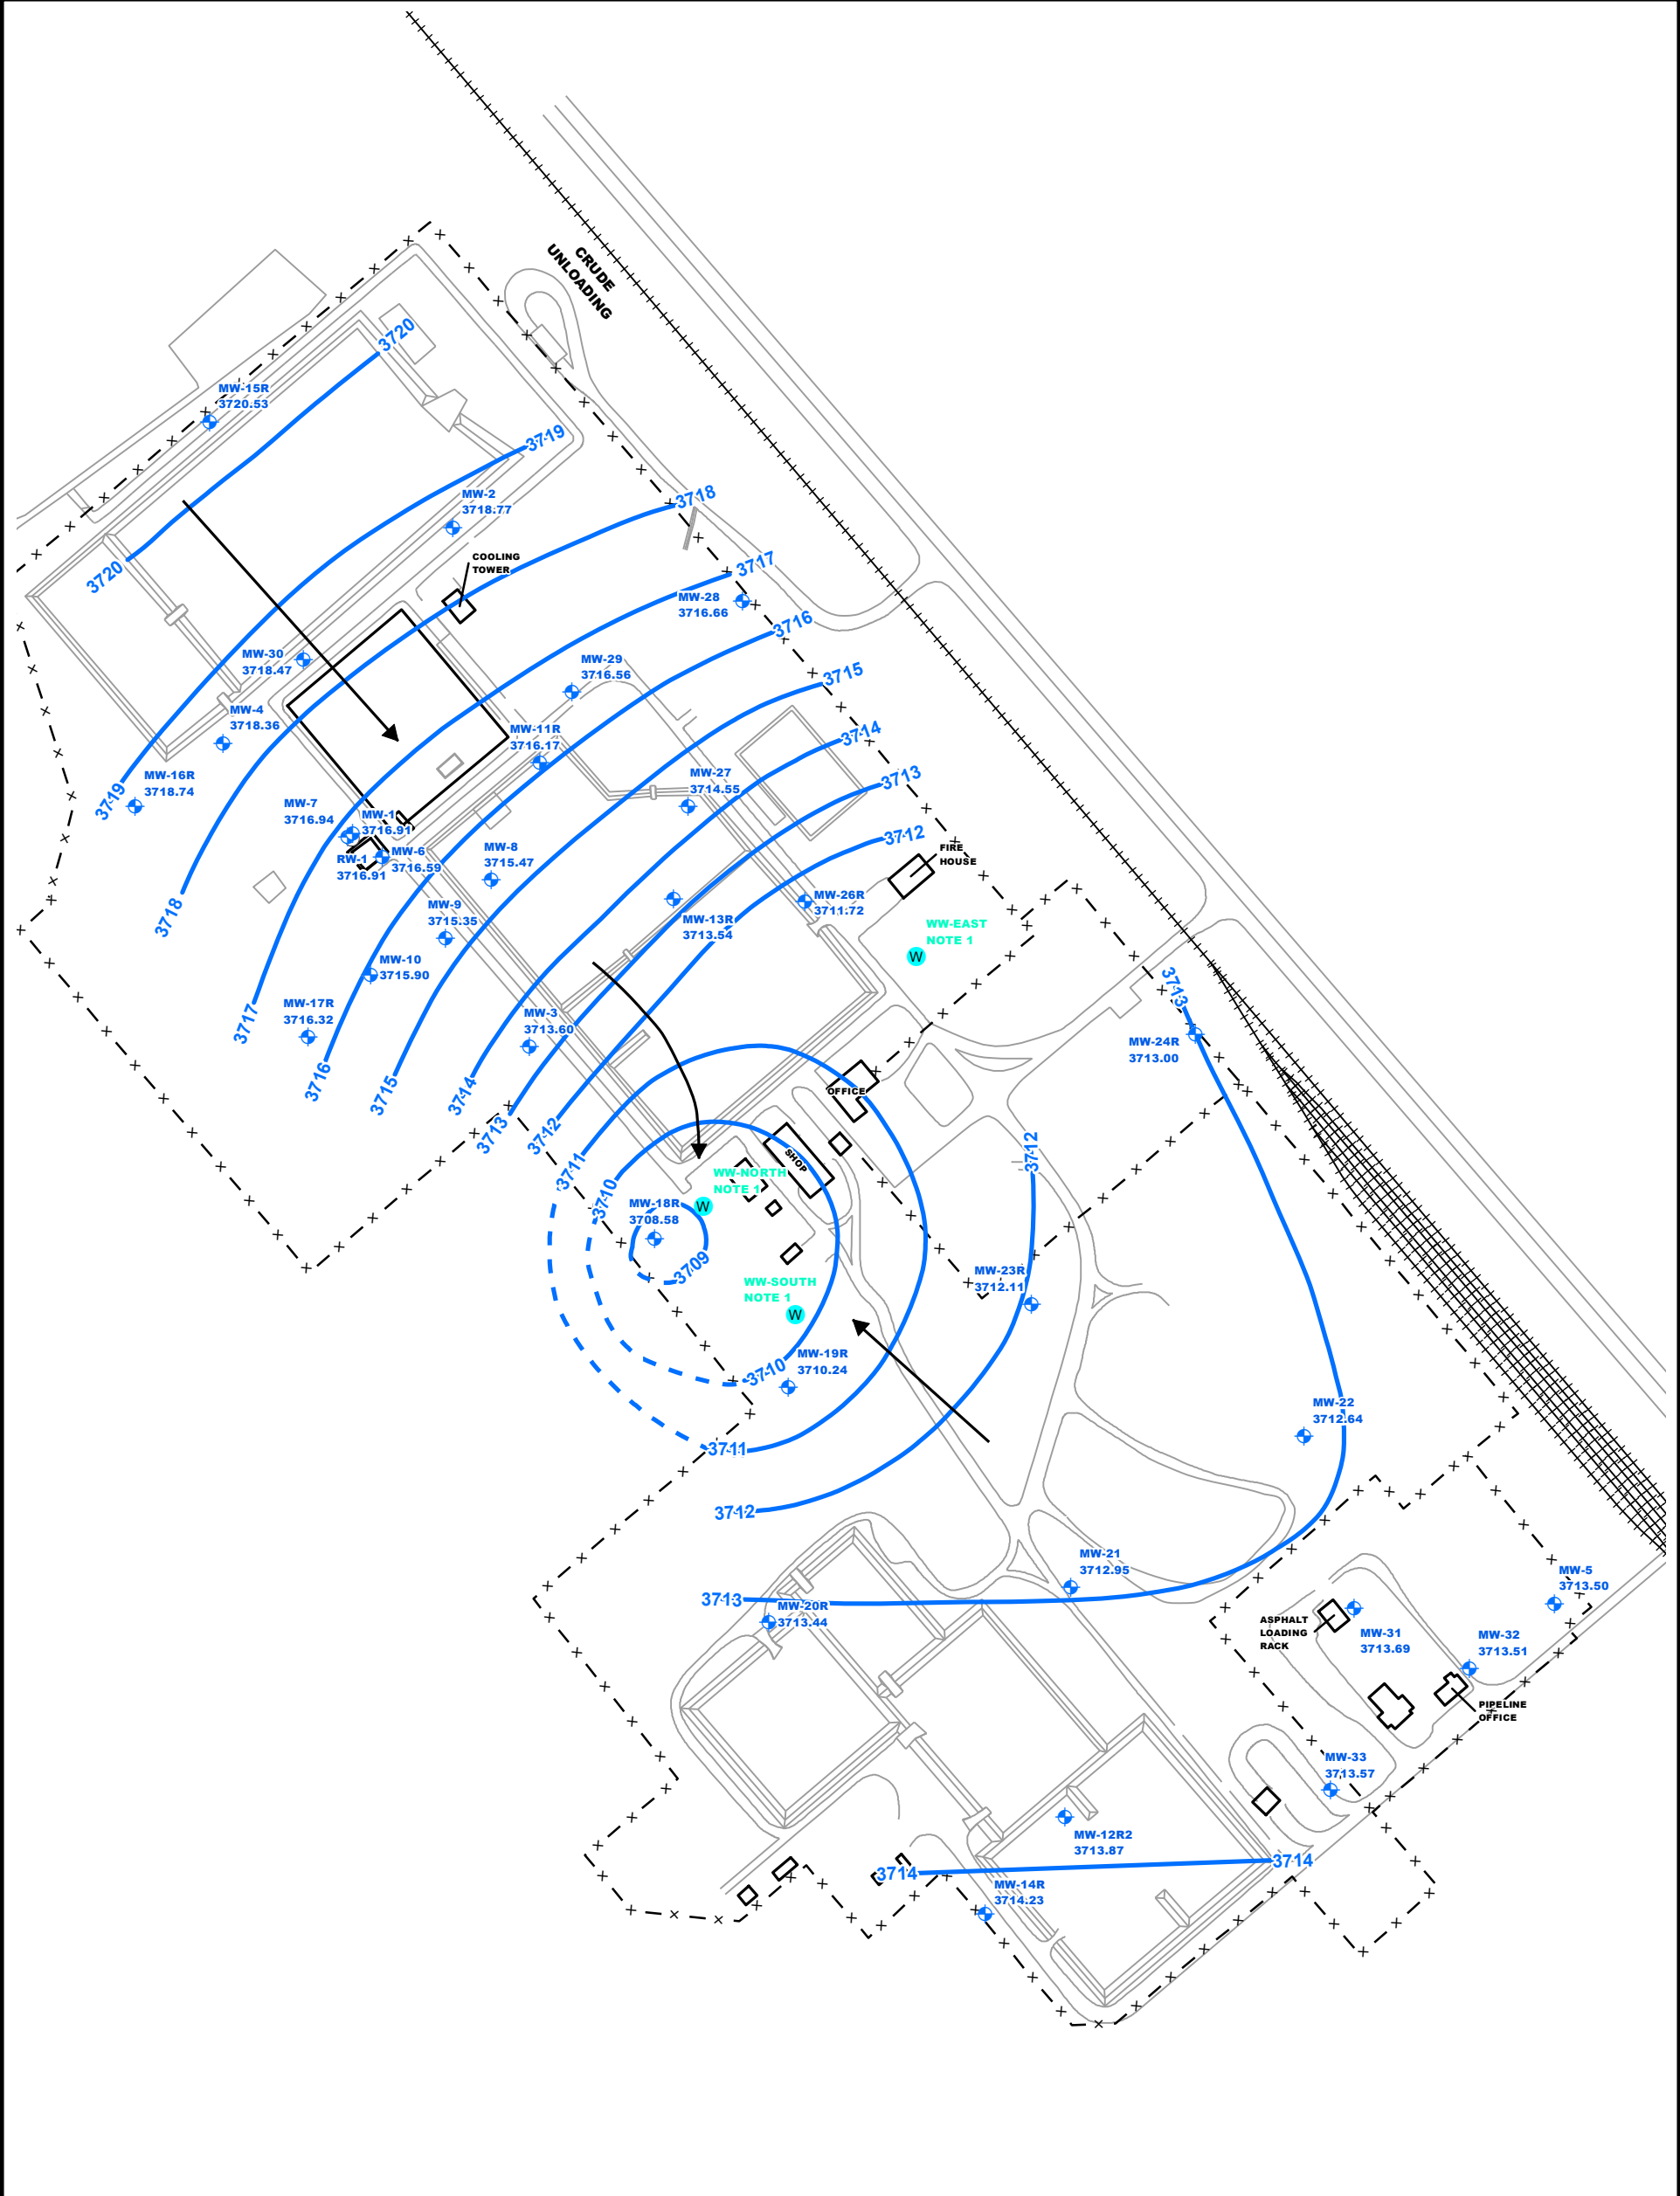 CRUDE
UNLOADING
3720
MW-15R
3720.53
3719
MW-2
3718.77
3718
COOLING
TOWER
3717
3720
MW-28
3716.66
3716
MW-30
3718.47
MW-29
3716.56
3715
MW-4
3718.36
MW-11R
3716.17
3714
MW-16R
3718.74
MW-27
3714.55
3713
3719
MW-7
3716.94
MW-1
3716.91
3712
MW-6
3716.59
RW-1
3716.91
MW-8
3715.47
FIRE
HOUSE
MW-26R
3711.72
3718
MW-9
3715.35
MW-13R
3713.54
WW-EAST
NOTE 1
W
MW-10
3715.90
3713
MW-17R
3716.32
3717
MW-3
3713.60
MW-24R
3713.00
3716
3715
3714
OFFICE
3713
3712
3711
SHOP
3712
3710
WW-NORTH
NOTE 1
W
MW-18R
3708.58
3709
WW-SOUTH
NOTE 1
W
MW-23R
3712.11
MW-19R
3710.24
3710
MW-22
3712.64
3711
3712
MW-21
3712.95
MW-5
3713.50
3713
MW-20R
3713.44
ASPHALT
LOADING
RACK
MW-31
3713.69
MW-32
3713.51
PIPELINE
OFFICE
MW-33
3713.57
MW-12R2
3713.87
3714
3714
MW-14R
3714.23